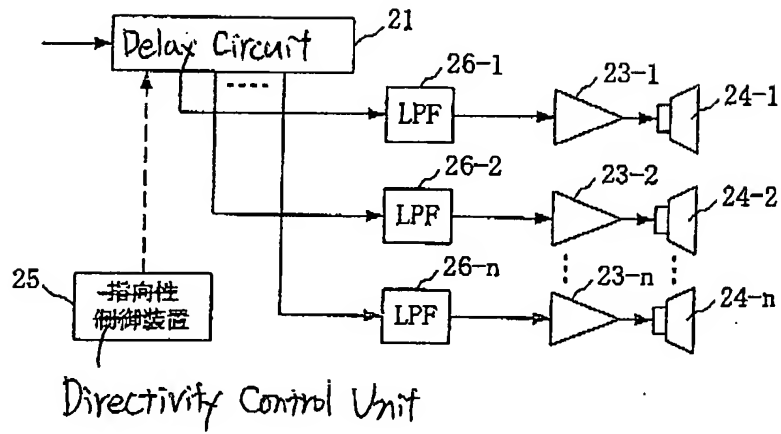 Delay Circuit
21
26-1
23-1
24-1
LPF
26-2
23-2
24-2
LPF
25
指向性
制御装置
26-n
23-n
24-n
LPF
Directivity Control Unit